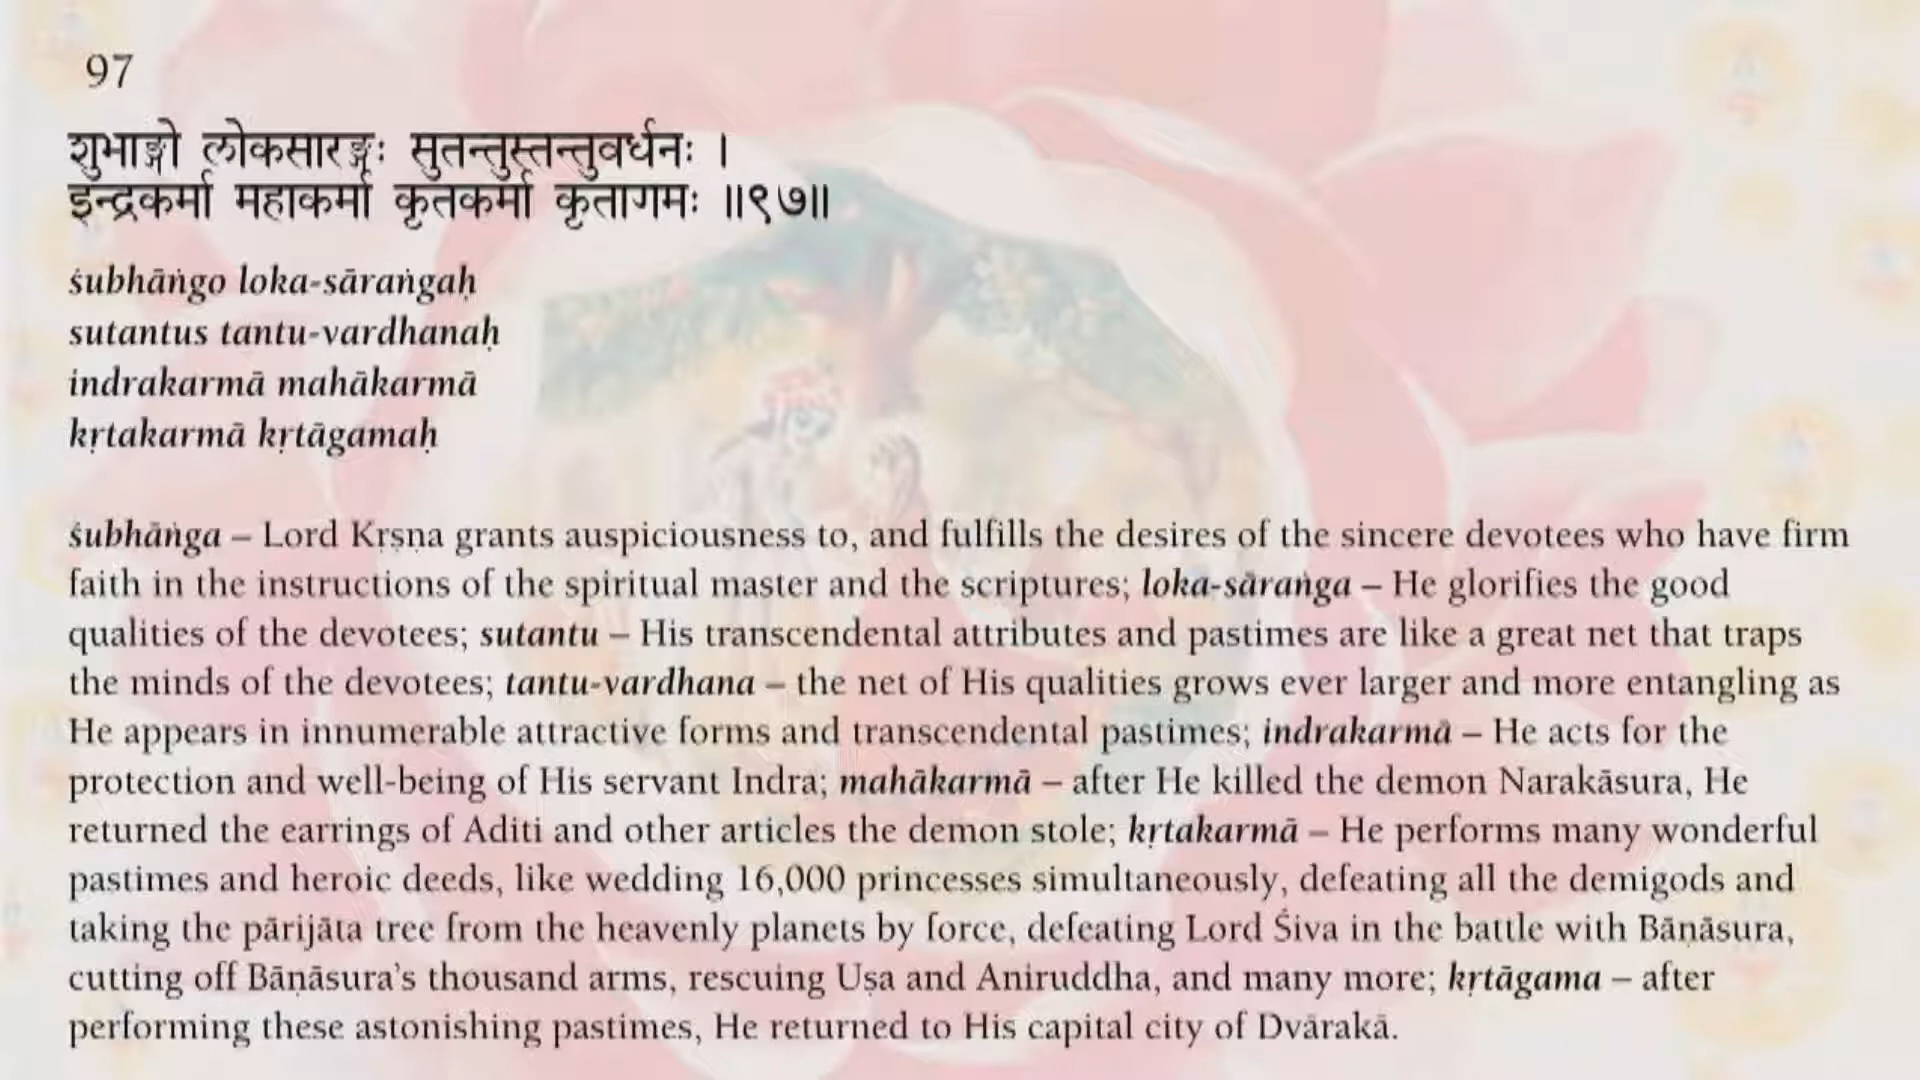 97
शुभाङ्गो लोकसारङ्गः सुतन्तुस्तन्तुवर्धनः ।
इन्द्रकर्मा महाकर्मा कृतकर्मा कृतागमः ॥९७॥
śubhāṅgo loka-sāraṅgaḥ
sutantus tantu-vardhanaḥ
indrakarmā mahākarmā
kṛtakarmā kṛtāgamaḥ
śubhāṅga – Lord Kṛṣṇa grants auspiciousness to, and fulfills the desires of the sincere devotees who have firm
faith in the instructions of the spiritual master and the scriptures; loka-sāraṅga – He glorifies the good
qualities of the devotees; sutantu – His transcendental attributes and pastimes are like a great net that traps
the minds of the devotees; tantu-vardhana – the net of His qualities grows ever larger and more entangling as
He appears in innumerable attractive forms and transcendental pastimes; indrakarmā – He acts for the
protection and well-being of His servant Indra; mahākarmā – after He killed the demon Narakāsura, He
returned the earrings of Aditi and other articles the demon stole; kṛtakarmā – He performs many wonderful
pastimes and heroic deeds, like wedding 16,000 princesses simultaneously, defeating all the demigods and
taking the pārijāta tree from the heavenly planets by force, defeating Lord Śiva in the battle with Bāṇāsura,
cutting off Bāṇāsura's thousand arms, rescuing Uṣa and Aniruddha, and many more; kṛtāgama – after
performing these astonishing pastimes, He returned to His capital city of Dvārakā.